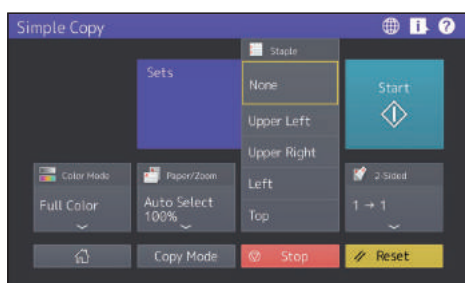 Simple Copy
Staple
Sets
None
Start
Upper Left
Upper Right
Color Mode
Paper/Zoom
Left
2-Sided
Full Color
Auto Select
100%
Top
1 → 1
Copy Mode
Stop
Reset